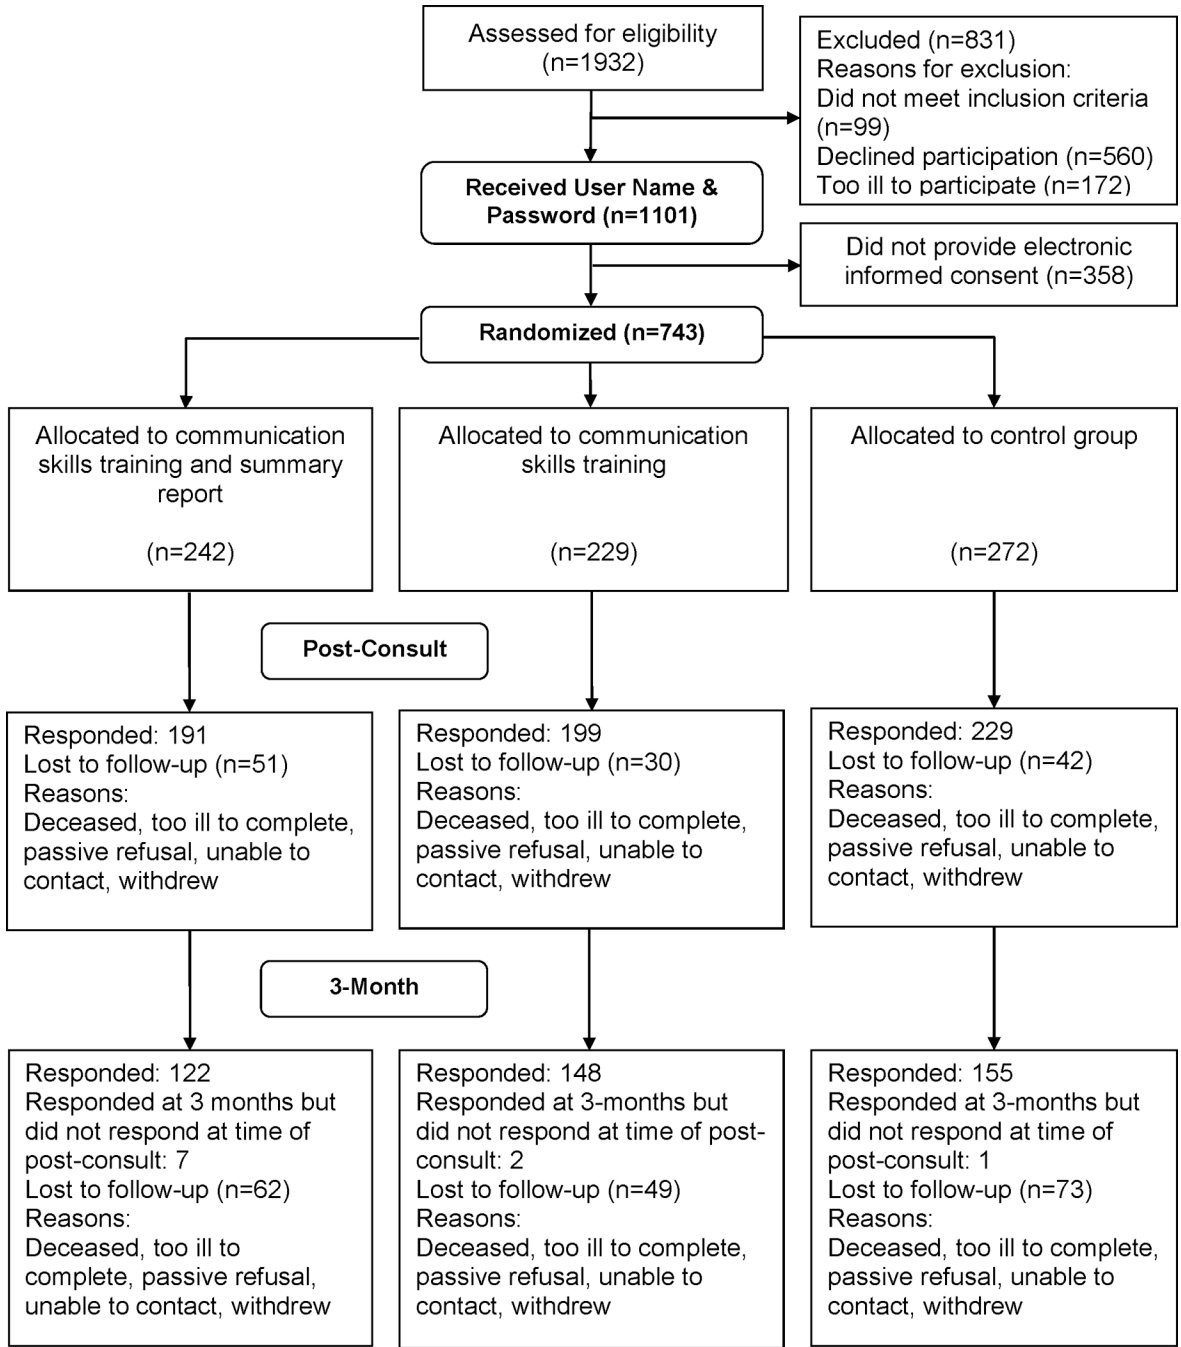 Assessed for eligibility
(n=1932)
Excluded (n=831)
Reasons for exclusion:
Did not meet inclusion criteria
(n=99)
Declined participation (n=560)
Too ill to participate (n=172)
Received User Name &
Password (n=1101)
Did not provide electronic
informed consent (n=358)
Randomized (n=743)
Allocated to communication
skills training and summary
report
(n=242)
Allocated to communication
skills training
(n=229)
Allocated to control group
(n=272)
Post-Consult
Responded: 191
Lost to follow-up (n=51)
Reasons:
Deceased, too ill to complete,
passive refusal, unable to
contact, withdrew
Responded: 199
Lost to follow-up (n=30)
Reasons:
Deceased, too ill to complete,
passive refusal, unable to
contact, withdrew
Responded: 229
Lost to follow-up (n=42)
Reasons:
Deceased, too ill to complete,
passive refusal, unable to
contact, withdrew
3-Month
Responded: 122
Responded at 3 months but
did not respond at time of
post-consult: 7
Lost to follow-up (n=62)
Reasons:
Deceased, too ill to
complete, passive refusal,
unable to contact, withdrew
Responded: 148
Responded at 3-months but
did not respond at time of post-
consult: 2
Lost to follow-up (n=49)
Reasons:
Deceased, too ill to complete,
passive refusal, unable to
contact, withdrew
Responded: 155
Responded at 3-months but
did not respond at time of
post-consult: 1
Lost to follow-up (n=73)
Reasons:
Deceased, too ill to complete,
passive refusal, unable to
contact, withdrew